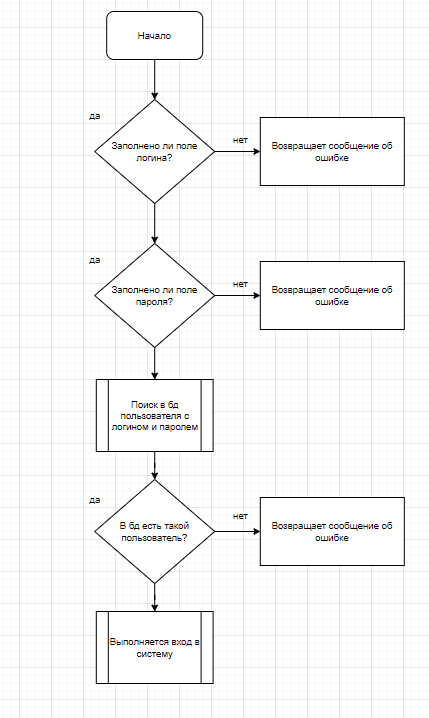 Начало
да
Заполнено ли поле
логина?
нет
Возвращает сообщение об
ошибке
да
Заполнено ли поле
пароля?
нет
Возвращает сообщение об
ошибке
Поиск в бд
пользователя с
логином и паролем
да
В бд есть такой
пользователь?
нет
Возвращает сообщение об
ошибке
Выполняется вход в
систему